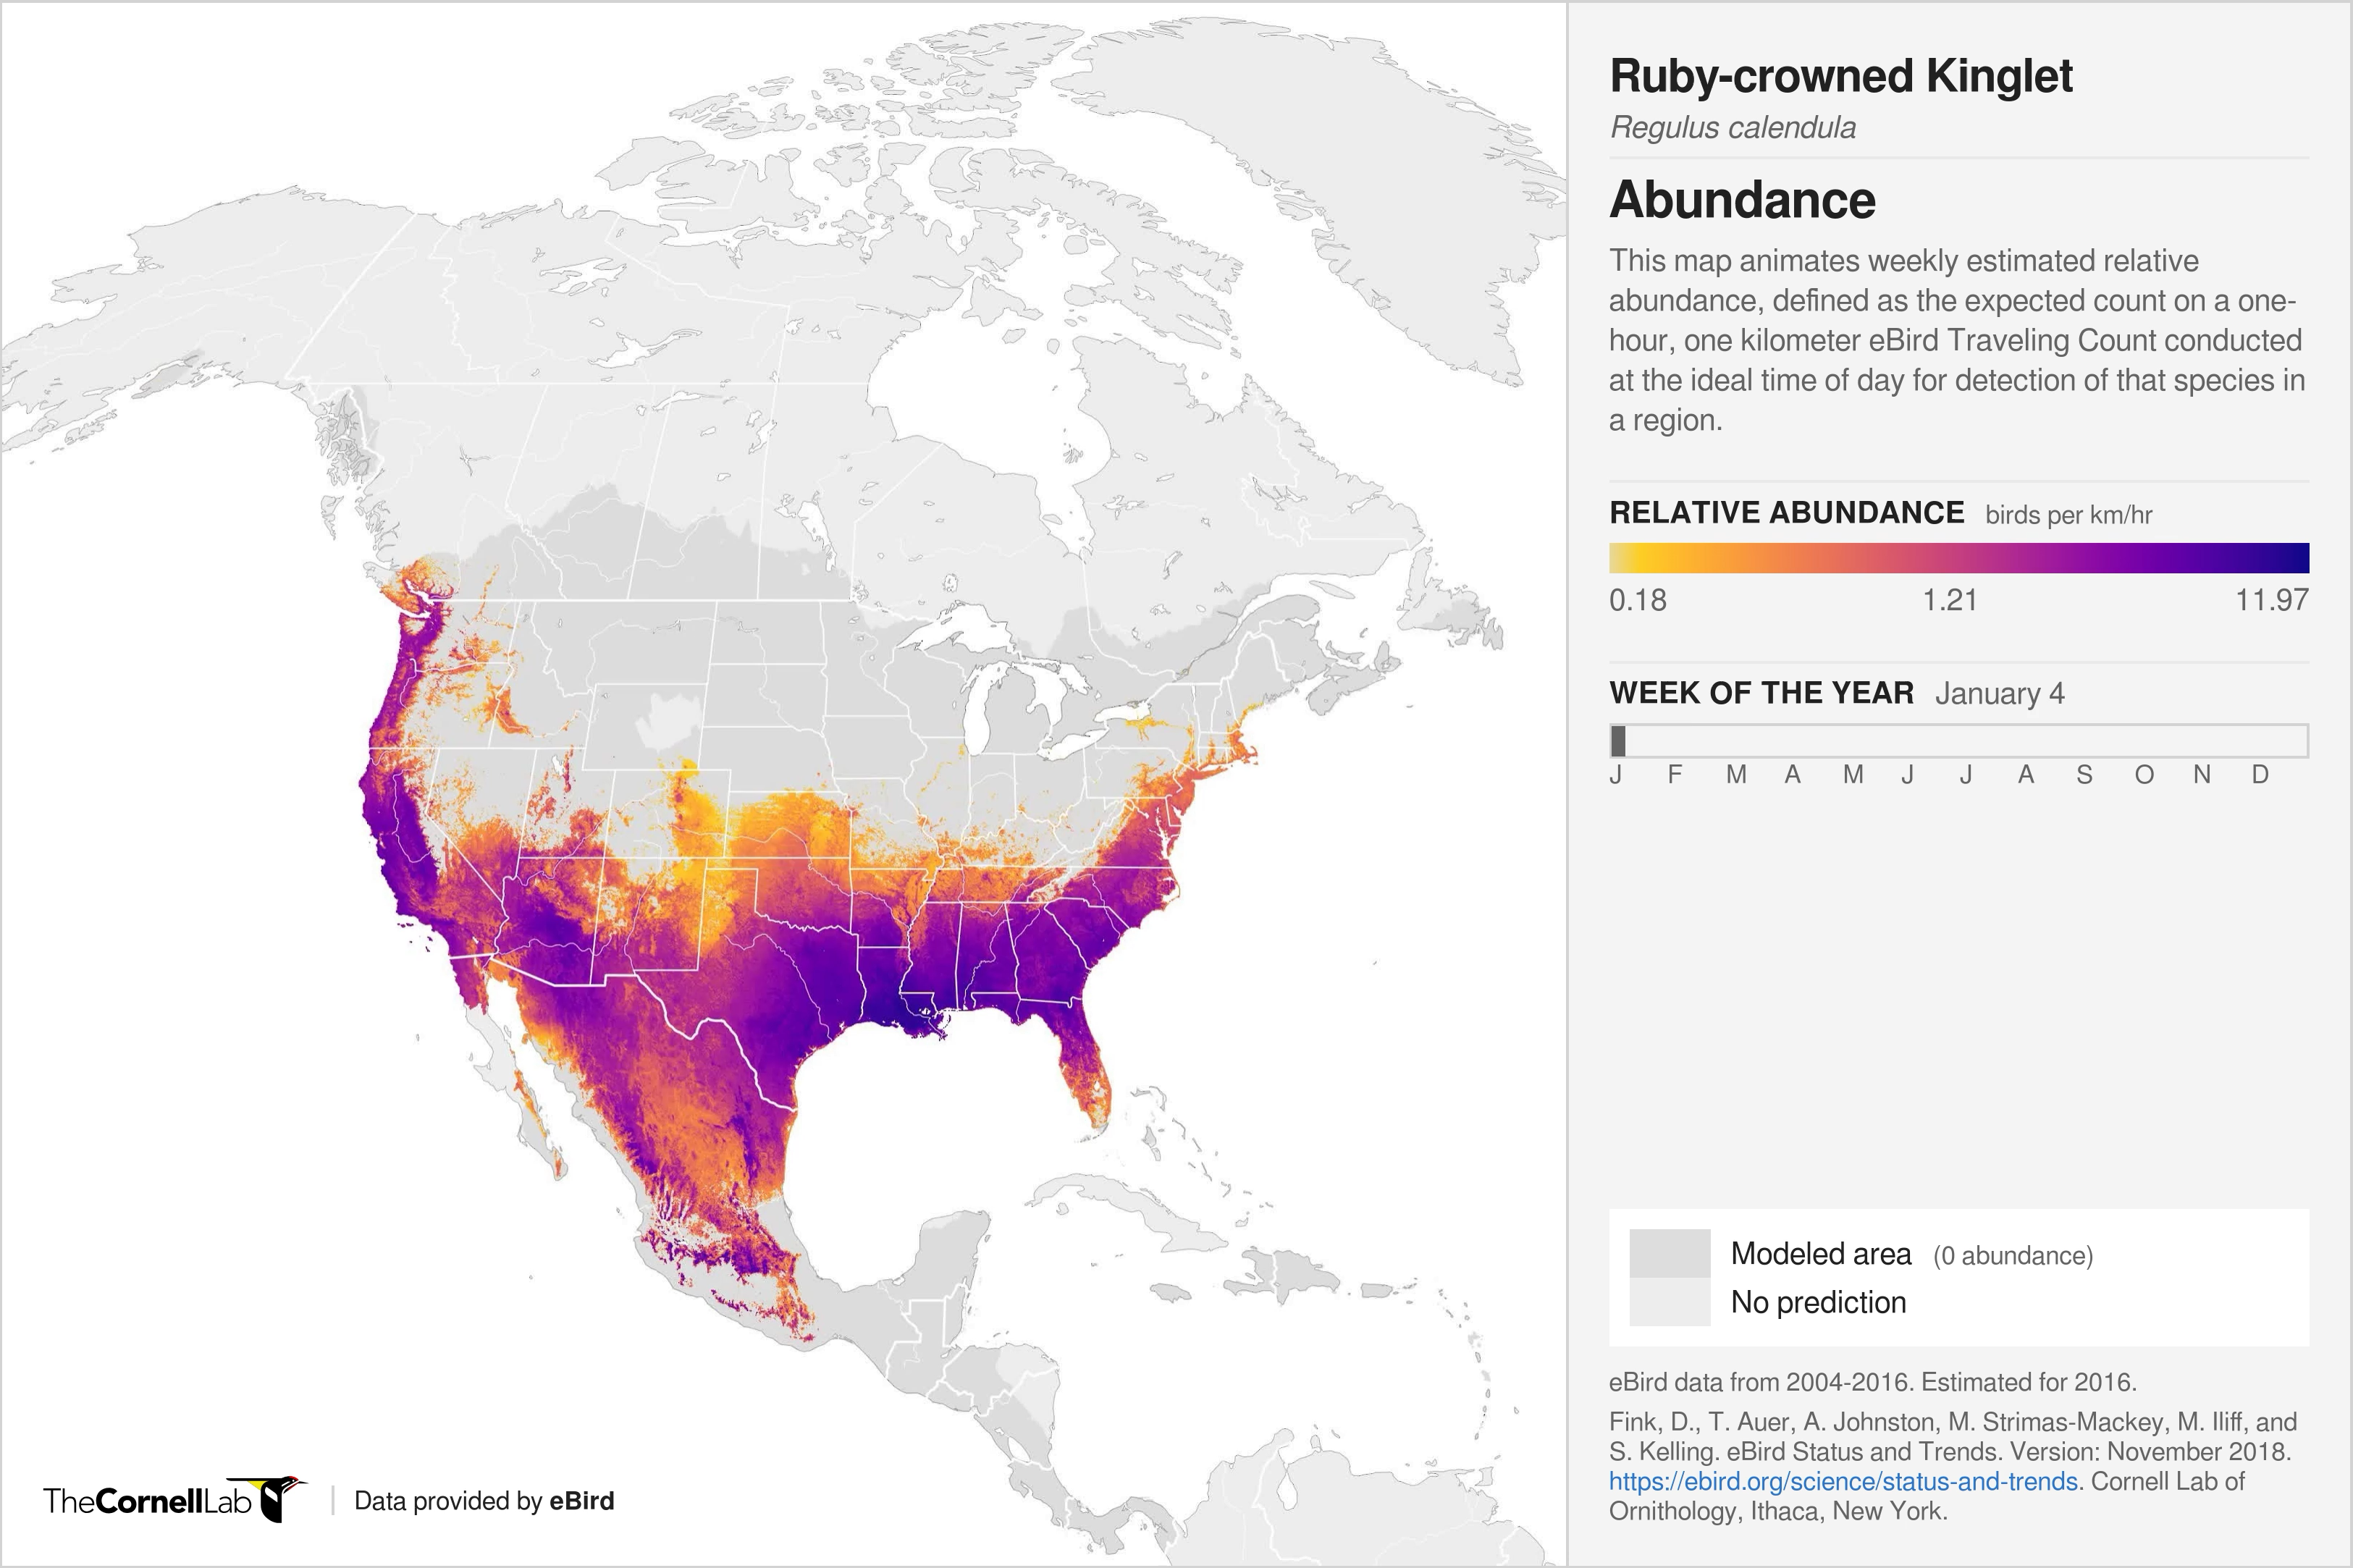 Ruby-crowned Kinglet
Regulus calendula
Abundance
This map animates weekly estimated relative
abundance, defined as the expected count on a one-
hour, one kilometer eBird Traveling Count conducted
at the ideal time of day for detection of that species in
a region.
RELATIVE ABUNDANCE birds per km/hr
0.18 1.21 11.97
WEEK OF THE YEAR January 4
J F M A M J J A S O N D
Modeled area (0 abundance)
No prediction
eBird data from 2004-2016. Estimated for 2016.
Fink, D., T. Auer, A. Johnston, M. Strimas-Mackey, M. Iliff, and
S. Kelling. eBird Status and Trends. Version: November 2018.
https://ebird.org/science/status-and-trends. Cornell Lab of
Ornithology, Ithaca, New York.
TheCornellLab Data provided by eBird